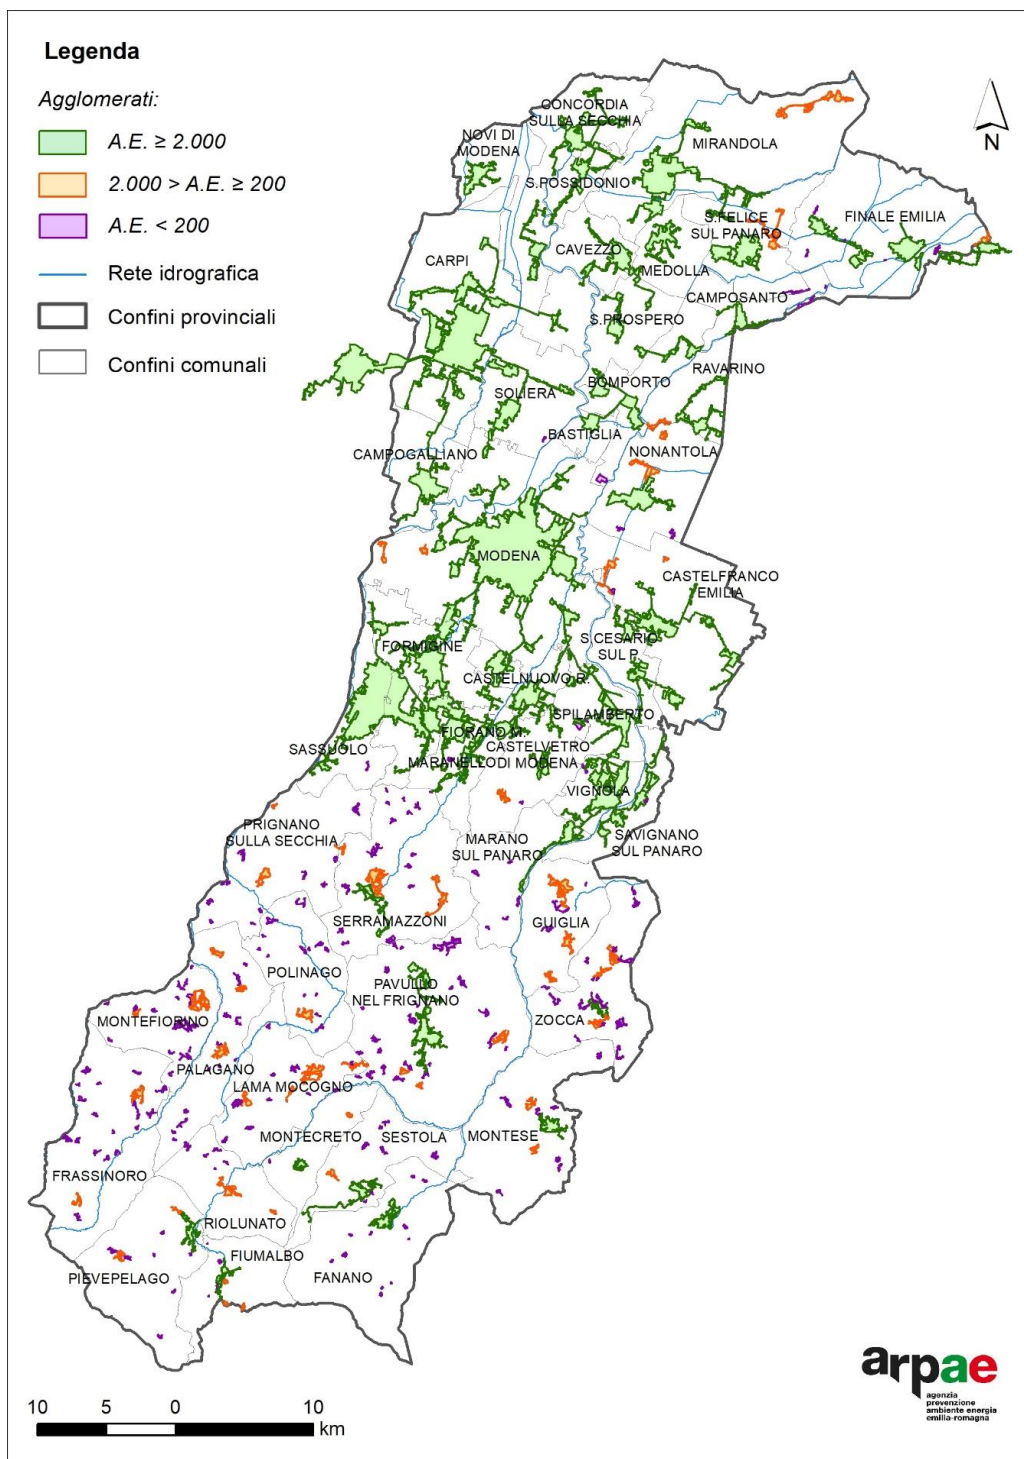 Legenda
Agglomerati:
A.E. ≥ 2.000
2.000 > A.E. ≥ 200
A.E. < 200
Rete idrografica
Confini provinciali
Confini comunali
N
CONCORDIA
SULLA SECCHIA
NOVI DI
MODENA
MIRANDOLA
S.POSSIDONIO
S.FELICE
SUL PANARO
FINALE EMILIA
CARPI
CAVEZZO
MEDOLLA
CAMPOSANTO
S.PROSPERO
RAVARINO
BOMPORTO
SOLIERA
BASTIGLIA
NONANTOLA
CAMPOGALLIANO
MODENA
CASTELFRANCO
EMILIA
FORMIGINE
S.CESARIO
SUL P.
CASTELNUOVO R.
SPILAMBERTO
FIORANO M.
SASSUOLO
CASTELVETRO
DI MODENA
MARANELLO
VIGNOLA
PRIGNANO
SULLA SECCHIA
MARANO
SUL PANARO
SAVIGNANO
SUL PANARO
SERRAMAZZONI
GUIGLIA
POLINAGO
PAVULLO
NEL FRIGNANO
MONTEFIORINO
ZOCCA
PALAGANO
LAMA MOCOGNO
MONTECRETO
SESTOLA
MONTESE
FRASSINORO
RIOLUNATO
FIUMALBO
PIEVEPELAGO
FANANO
10 5 0 10
km
arpae
agenzia
prevenzione
ambiente energia
emilia-romagna